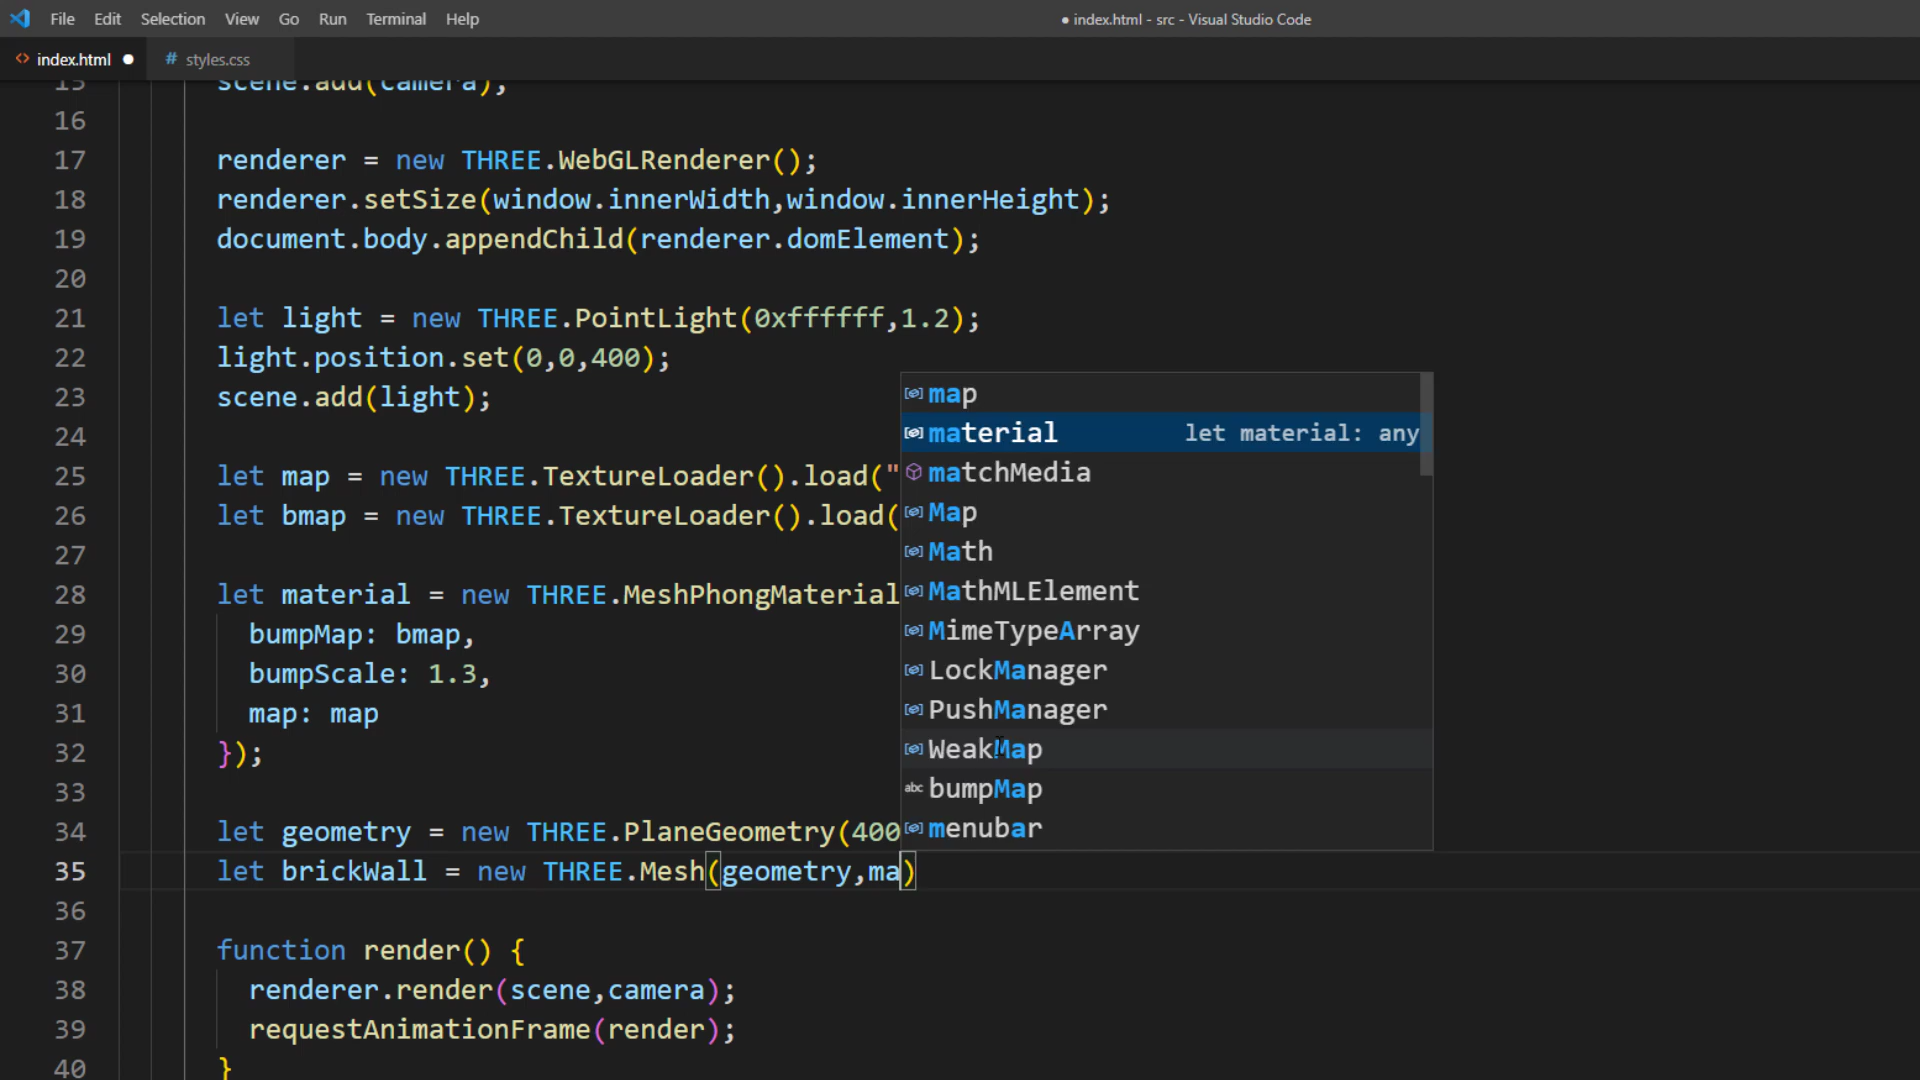 File Edit Selection View Go Run Terminal Help ● index.html - src - Visual Studio Code
<> index.html ● # styles.css
15 scene.add(camera);
16
17 renderer = new THREE.WebGLRenderer();
18 renderer.setSize(window.innerWidth,window.innerHeight);
19 document.body.appendChild(renderer.domElement);
20
21 let light = new THREE.PointLight(0xffffff,1.2);
22 light.position.set(0,0,400);
23 scene.add(light);
24
25 let map = new THREE.TextureLoader().load("
26 let bmap = new THREE.TextureLoader().load(
27
28 let material = new THREE.MeshPhongMaterial
29 bumpMap: bmap,
30 bumpScale: 1.3,
31 map: map
32 });
33
34 let geometry = new THREE.PlaneGeometry(400
35 let brickWall = new THREE.Mesh(geometry,ma)
36
37 function render() {
38 renderer.render(scene,camera);
39 requestAnimationFrame(render);
40 }
map
material let material: any
matchMedia
Map
Math
MathMLElement
MimeTypeArray
LockManager
PushManager
WeakMap
abc bumpMap
menubar